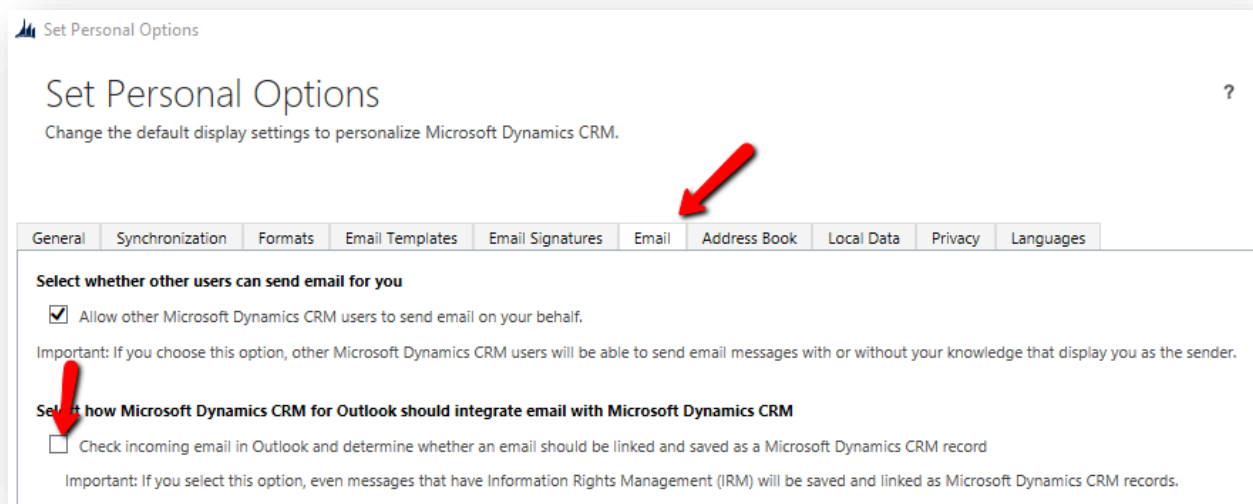 Set Personal Options
Set Personal Options
?
Change the default display settings to personalize Microsoft Dynamics CRM.
General Synchronization Formats Email Templates Email Signatures Email Address Book Local Data Privacy Languages
Select whether other users can send email for you
Allow other Microsoft Dynamics CRM users to send email on your behalf.
Important: If you choose this option, other Microsoft Dynamics CRM users will be able to send email messages with or without your knowledge that display you as the sender.
Select how Microsoft Dynamics CRM for Outlook should integrate email with Microsoft Dynamics CRM
Check incoming email in Outlook and determine whether an email should be linked and saved as a Microsoft Dynamics CRM record
Important: If you select this option, even messages that have Information Rights Management (IRM) will be saved and linked as Microsoft Dynamics CRM records.